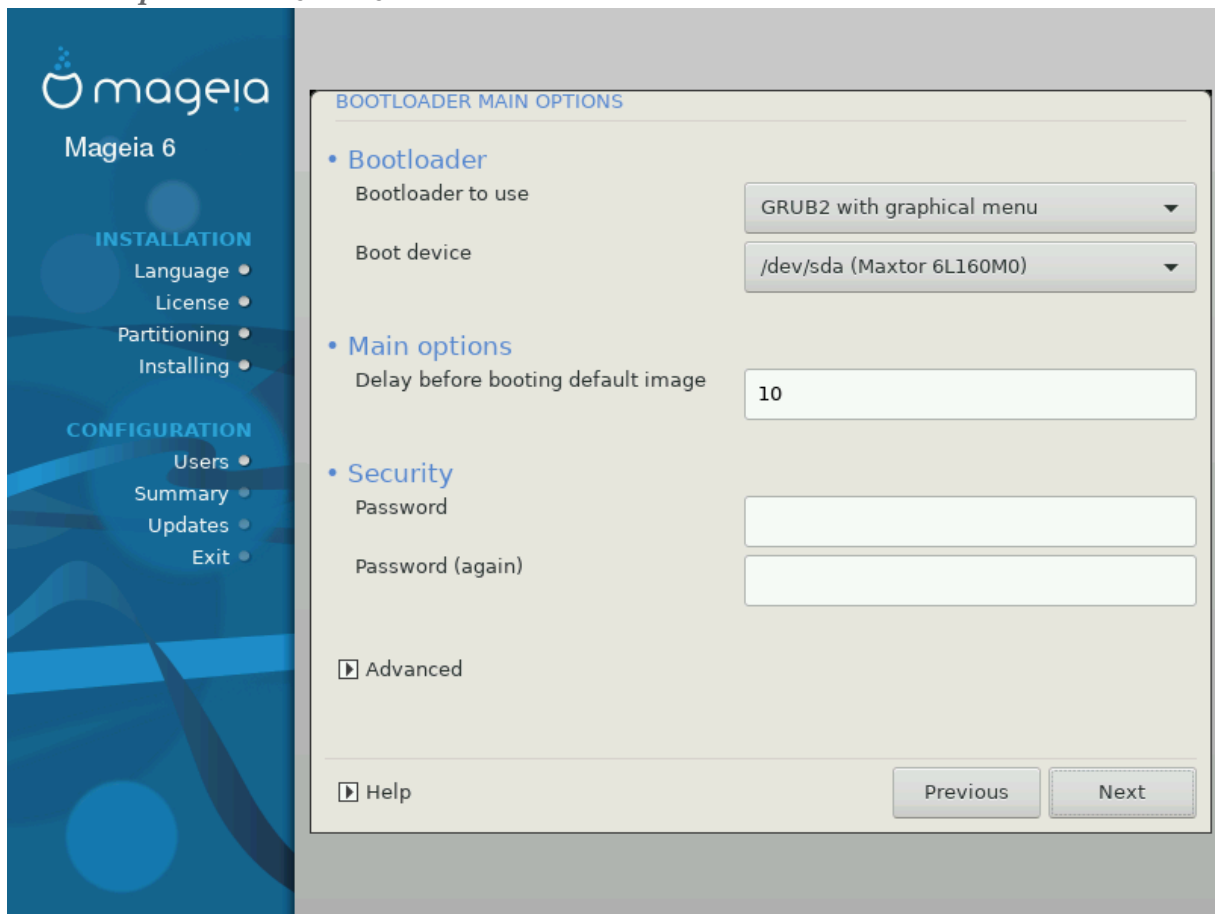 mageia
Mageia 6
INSTALLATION
Language
License
Partitioning
Installing
CONFIGURATION
Users
Summary
Updates
Exit
BOOTLOADER MAIN OPTIONS
• Bootloader
Bootloader to use
GRUB2 with graphical menu
Boot device
/dev/sda (Maxtor 6L160M0)
• Main options
Delay before booting default image
10
• Security
Password
Password (again)
Advanced
Help
Previous
Next